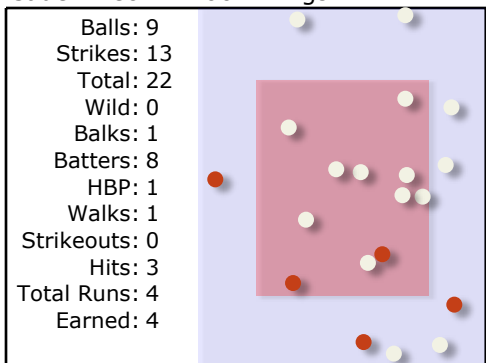 Balls: 9
Strikes: 13
Total: 22
Wild: 0
Balks: 1
Batters: 8
HBP: 1
Walks: 1
Strikeouts: 0
Hits: 3
Total Runs: 4
Earned: 4